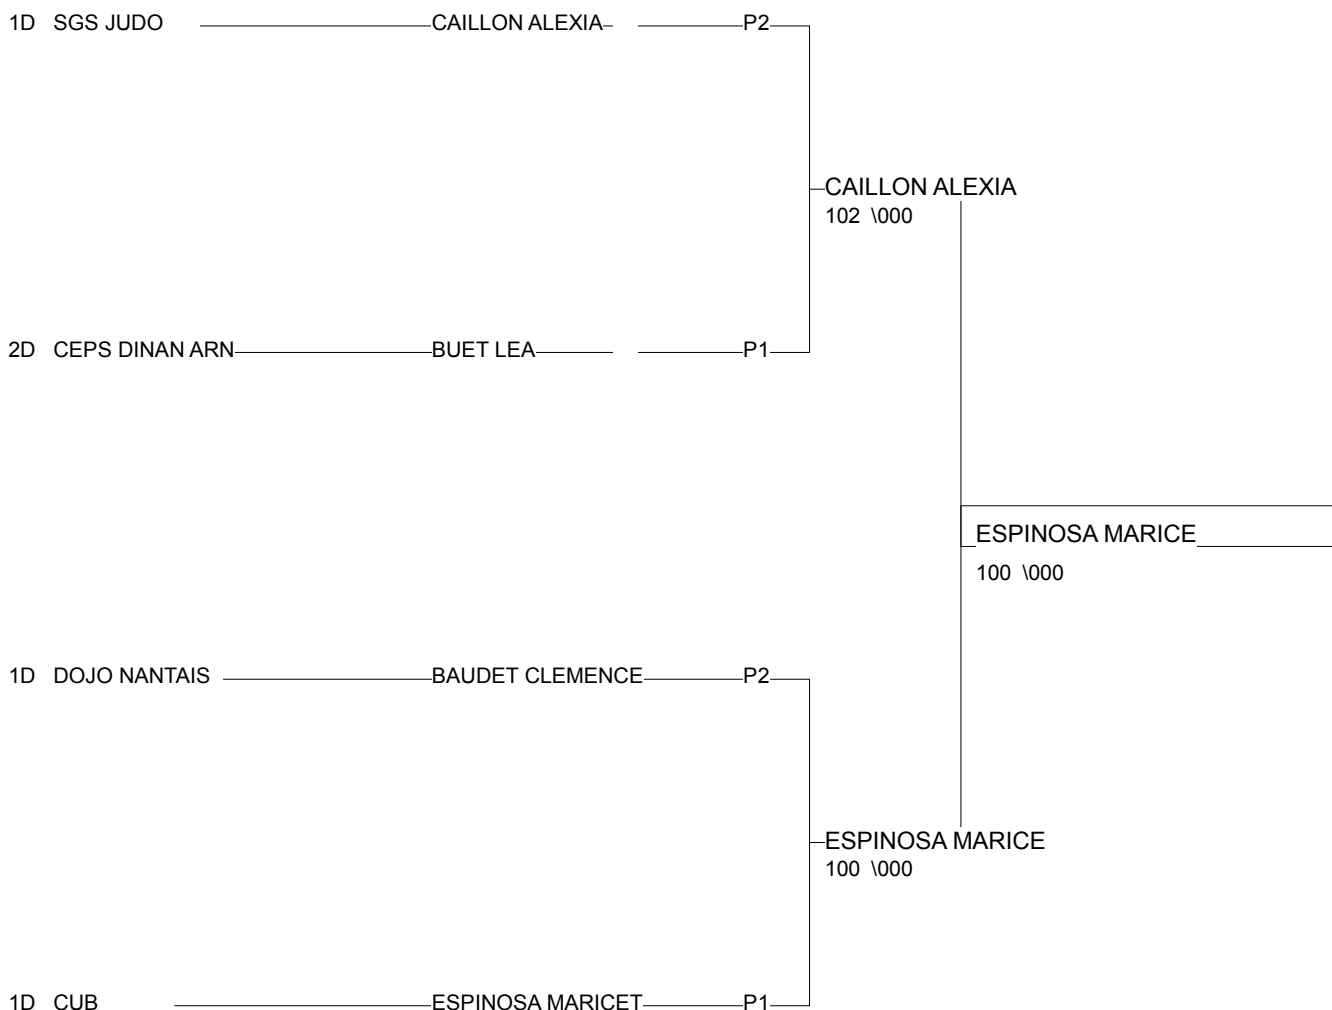 1D SGS JUDO CAILLON ALEXIA P2
CAILLON ALEXIA
102 \000
2D CEPS DINAN ARN BUET LEA P1
ESPINOSA MARICE
100 \000
1D DOJO NANTAIS BAUDET CLEMENCE P2
ESPINOSA MARICE
100 \000
1D CUB ESPINOSA MARICET P1